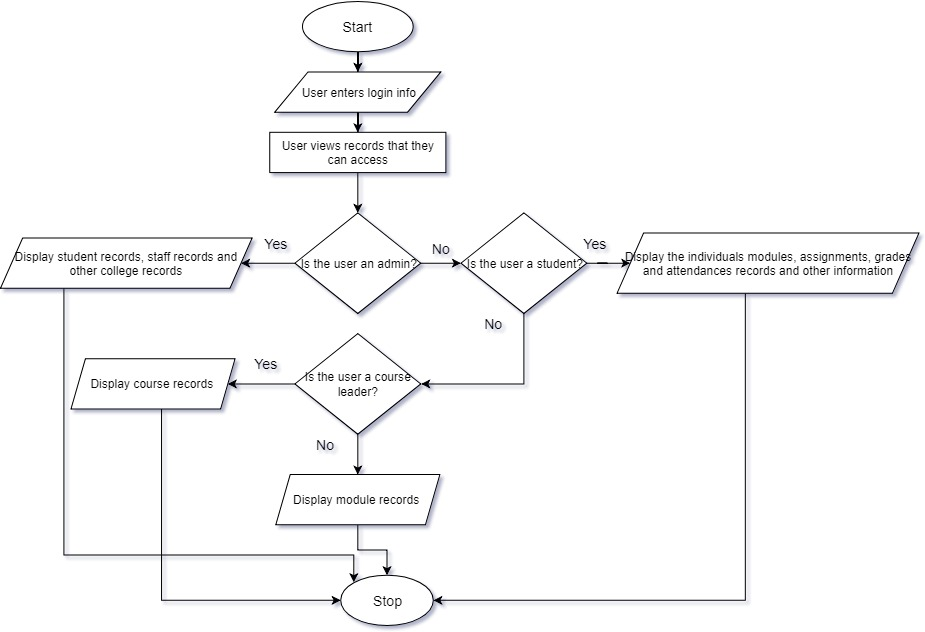 Start
User enters login info
User views records that they
can access
Yes
No
Yes
Display student records, staff records and
other college records
Is the user an admin?
Is the user a student?
Display the individuals modules, assignments, grades
and attendances records and other information
No
Yes
Display course records
Is the user a course
leader?
No
Display module records
Stop